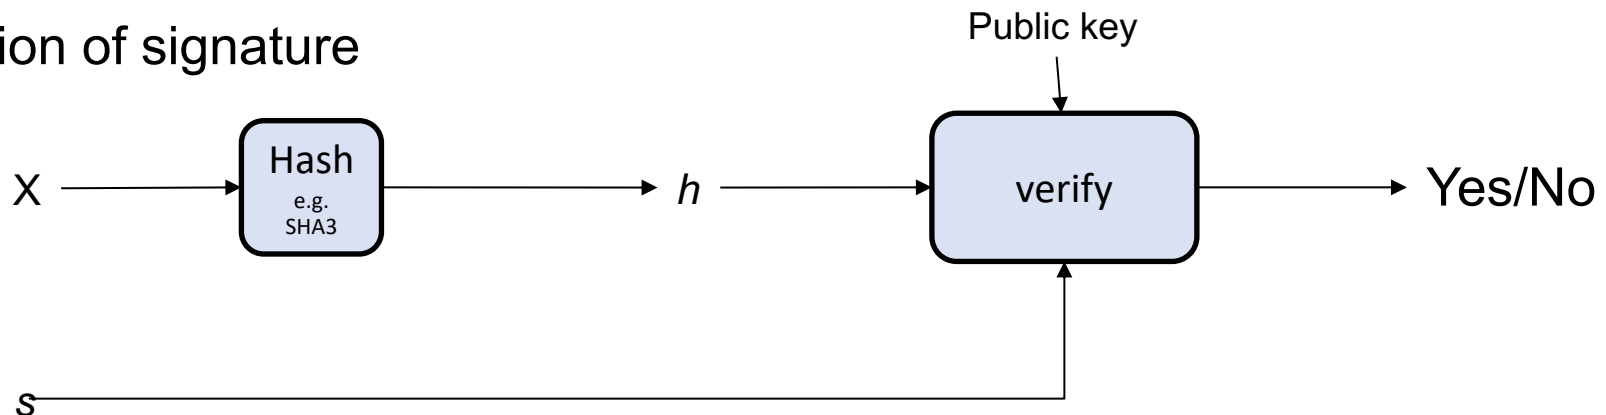 ion of signature
Public key
X
Hash
e.g.
SHA3
h
verify
Yes/No
s